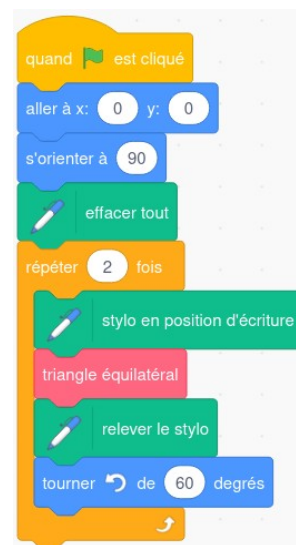 quand est cliqué
aller à x: 0 y: 0
s'orienter à 90
effacer tout
répéter 2 fois
stylo en position d'écriture
triangle équilatéral
relever le stylo
tourner de 60 degrés